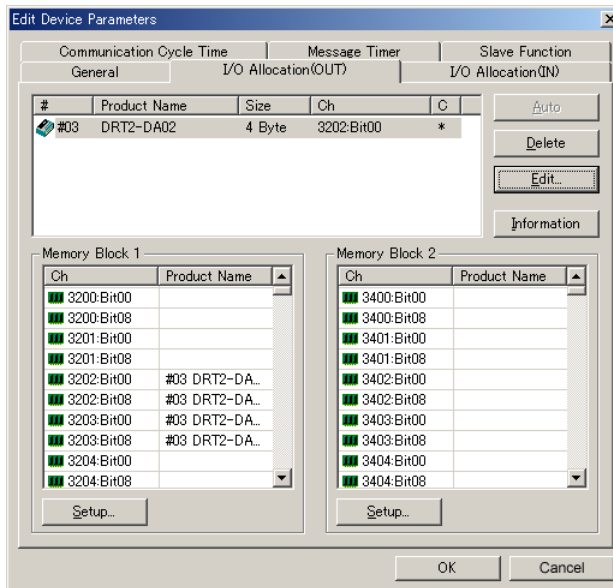 Edit Device Parameters
Communication Cycle Time Message Timer Slave Function
General I/O Allocation(OUT) I/O Allocation(IN)
# Product Name Size Ch C
#03 DRT2-DA02 4 Byte 3202:Bit00 *
Auto
Delete
Edit...
Information
Memory Block 1
Ch Product Name
3200:Bit00
3200:Bit08
3201:Bit00
3201:Bit08
3202:Bit00 #03 DRT2-DA...
3202:Bit08 #03 DRT2-DA...
3203:Bit00 #03 DRT2-DA...
3203:Bit08 #03 DRT2-DA...
3204:Bit00
3204:Bit08
Setup...
Memory Block 2
Ch Product Name
3400:Bit00
3400:Bit08
3401:Bit00
3401:Bit08
3402:Bit00
3402:Bit08
3403:Bit00
3403:Bit08
3404:Bit00
3404:Bit08
Setup...
OK Cancel